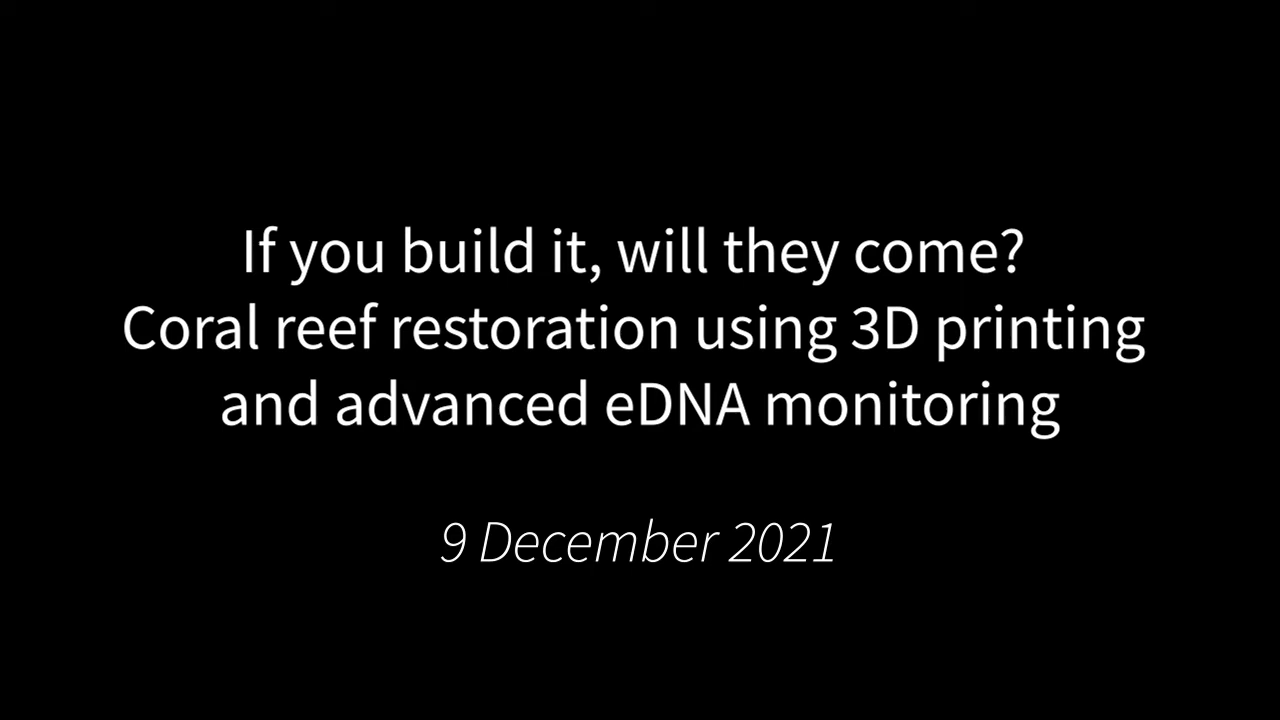 If you build it, will they come?
Coral reef restoration using 3D printing
and advanced eDNA monitoring
9 December 2021